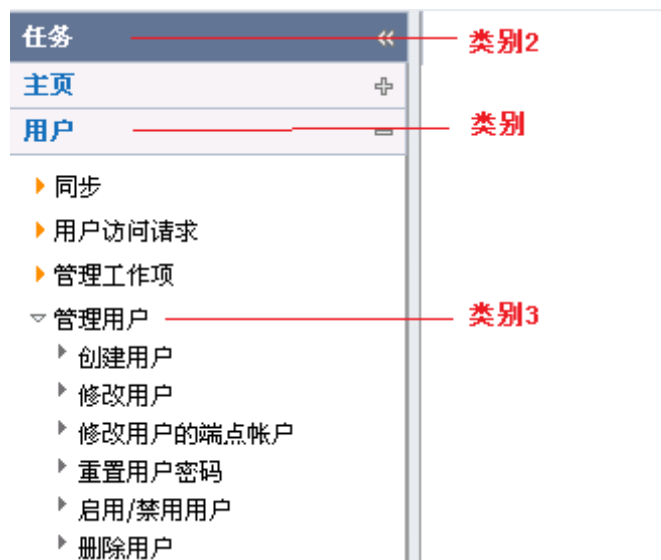 任务 类别2
主页
用户 类别
同步
用户访问请求
管理工作项
管理用户 类别3
创建用户
修改用户
修改用户的端点帐户
重置用户密码
启用/禁用用户
删除用户